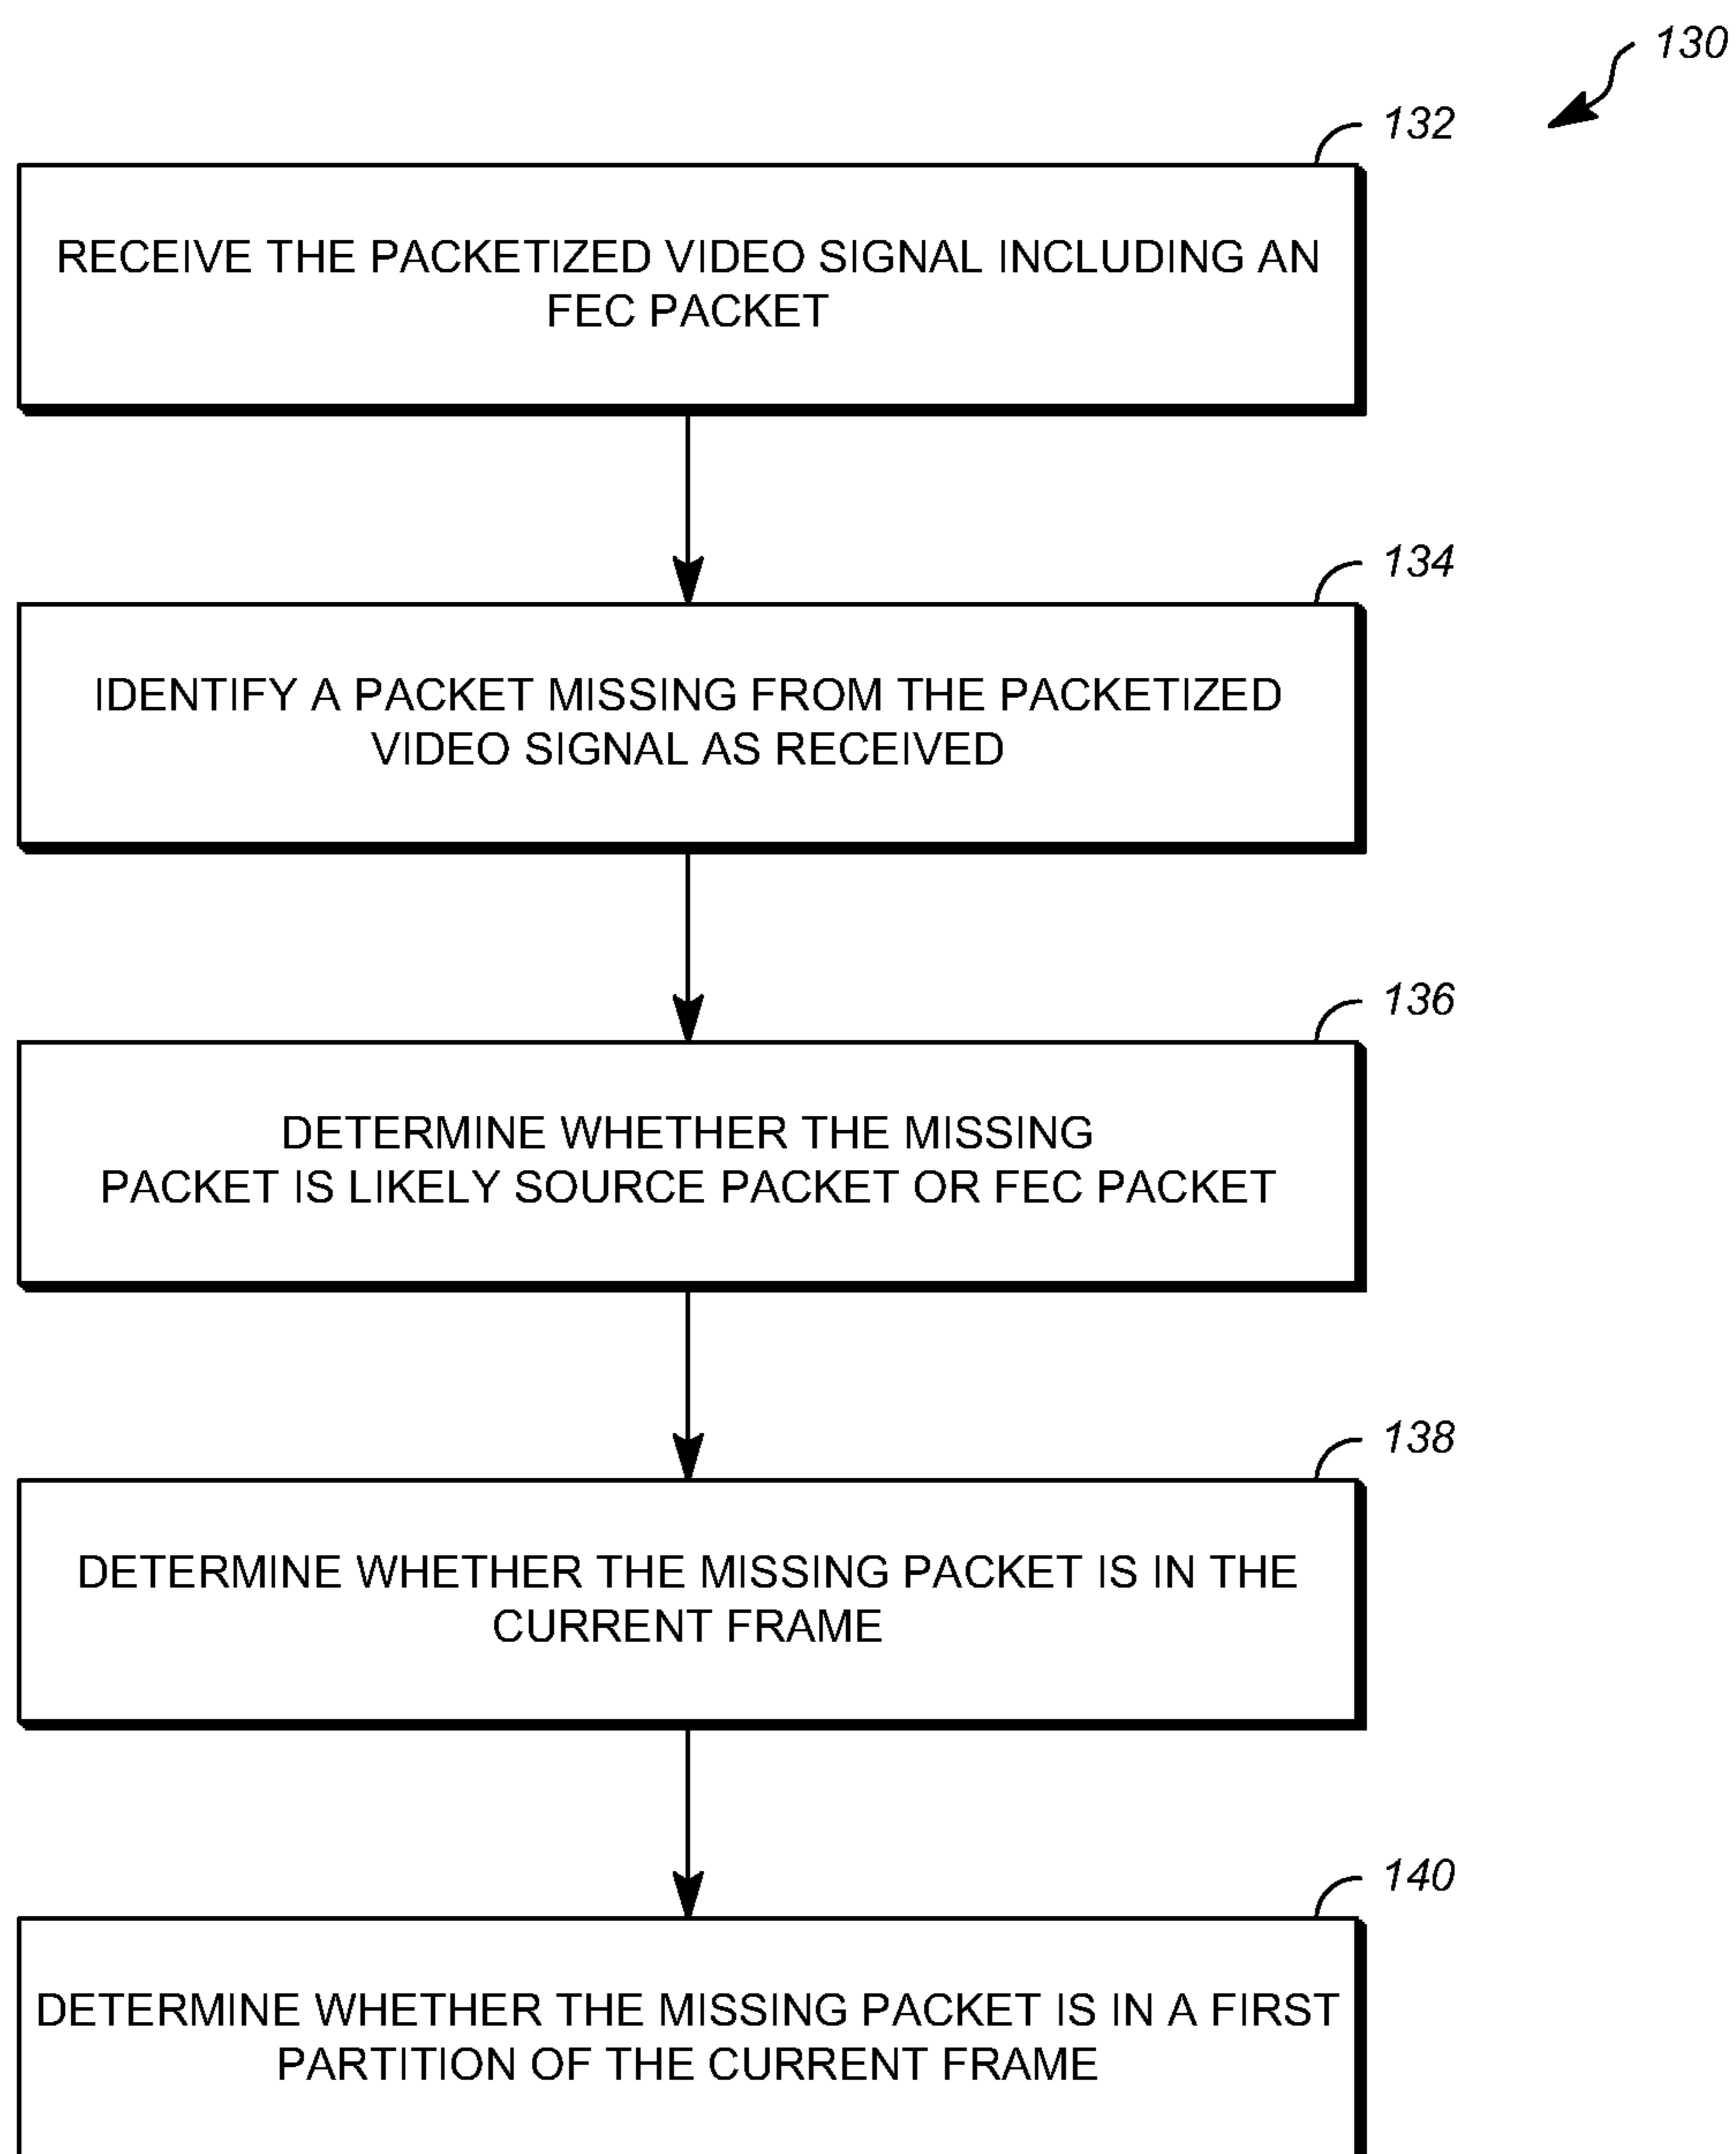 130
132
RECEIVE THE PACKETIZED VIDEO SIGNAL INCLUDING AN
FEC PACKET
134
IDENTIFY A PACKET MISSING FROM THE PACKETIZED
VIDEO SIGNAL AS RECEIVED
136
DETERMINE WHETHER THE MISSING
PACKET IS LIKELY SOURCE PACKET OR FEC PACKET
138
DETERMINE WHETHER THE MISSING PACKET IS IN THE
CURRENT FRAME
140
DETERMINE WHETHER THE MISSING PACKET IS IN A FIRST
PARTITION OF THE CURRENT FRAME